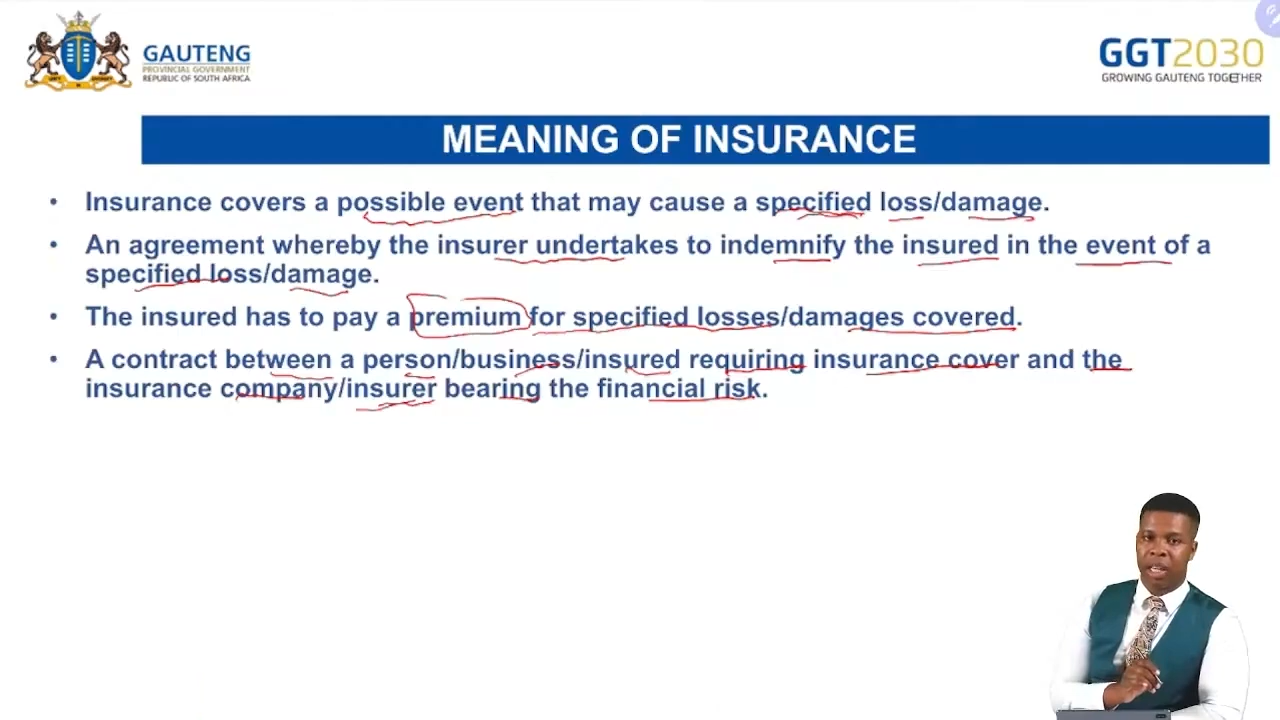 GAUTENG
PROVINCIAL GOVERNMENT
REPUBLIC OF SOUTH AFRICA
GGT2030
GROWING GAUTENG TOGETHER
MEANING OF INSURANCE
• Insurance covers a possible event that may cause a specified loss/damage.
• An agreement whereby the insurer undertakes to indemnify the insured in the event of a
specified loss/damage.
• The insured has to pay a premium for specified losses/damages covered.
• A contract between a person/business/insured requiring insurance cover and the
insurance company/insurer bearing the financial risk.